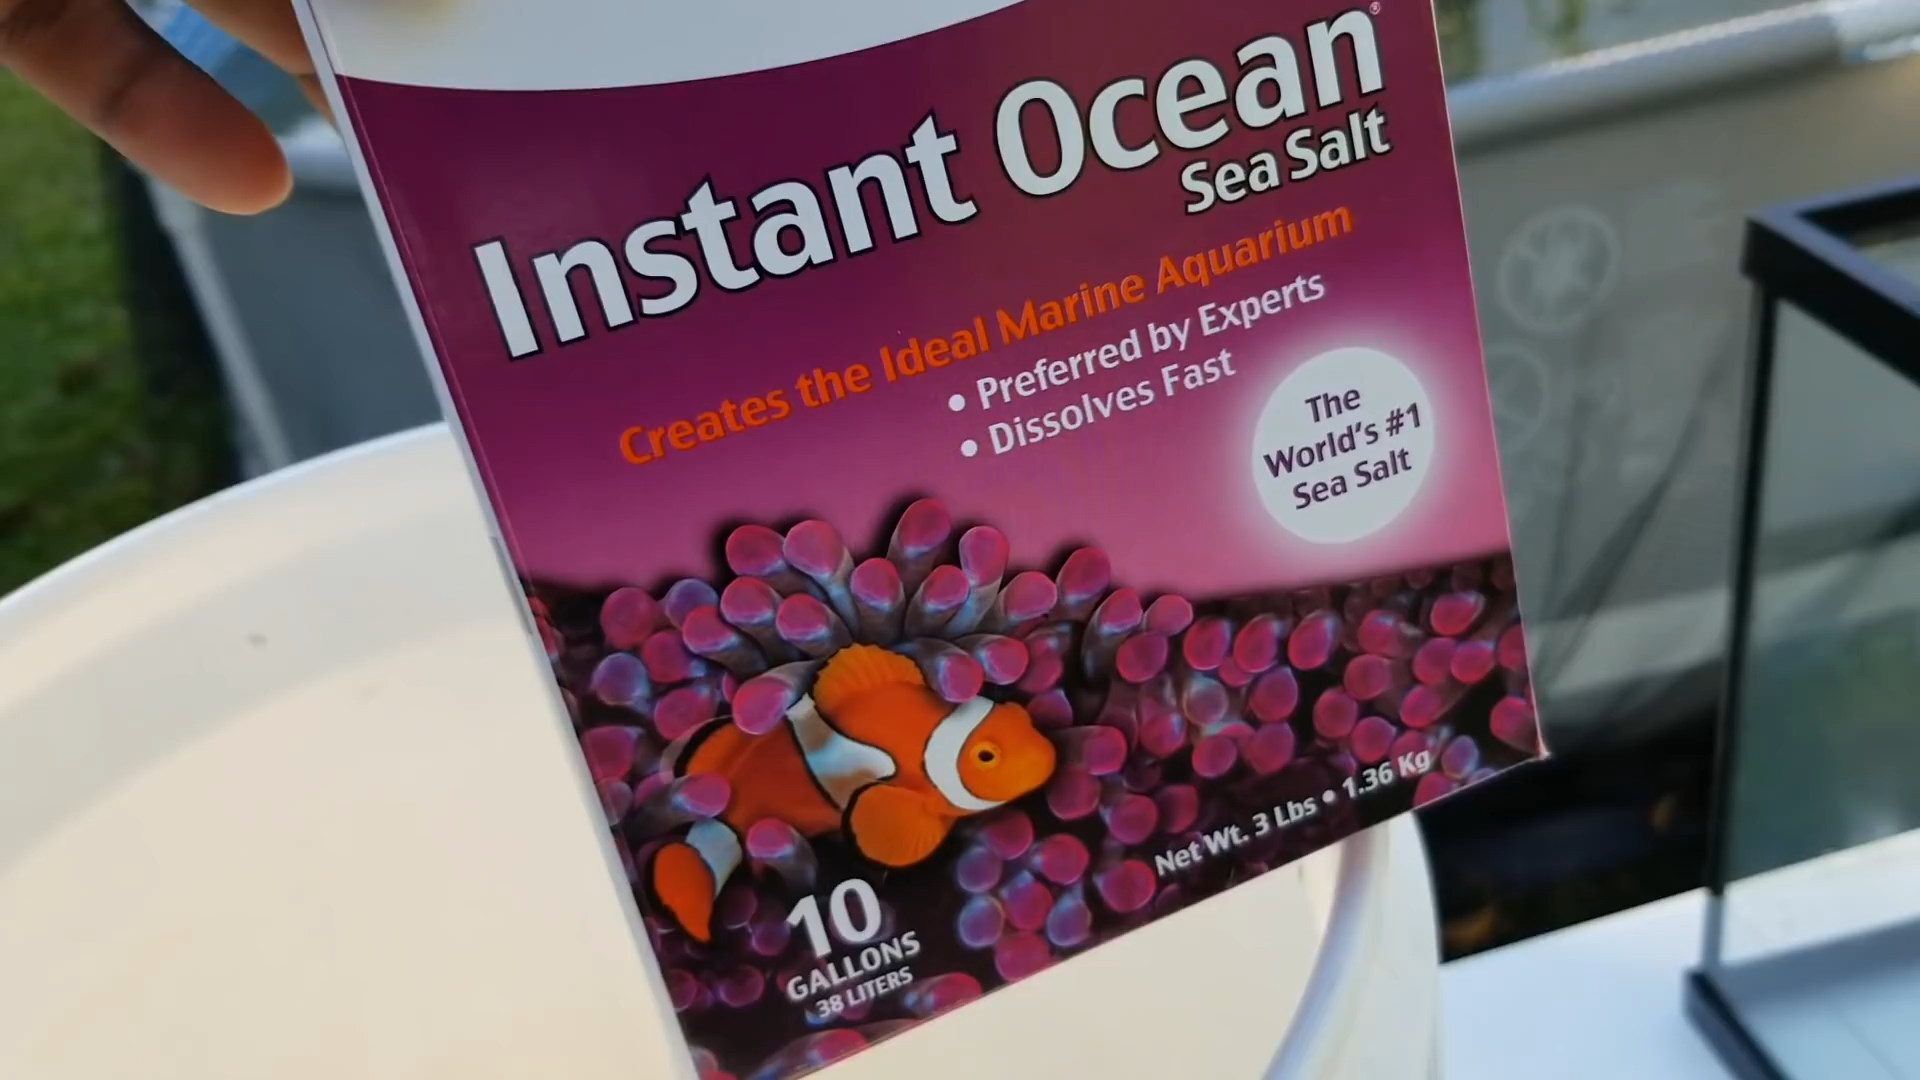 Instant Ocean®
Sea Salt
Creates the Ideal Marine Aquarium
• Preferred by Experts
• Dissolves Fast
The
World's #1
Sea Salt
Net Wt. 3 Lbs • 1.36 Kg
10
GALLONS
38 LITERS